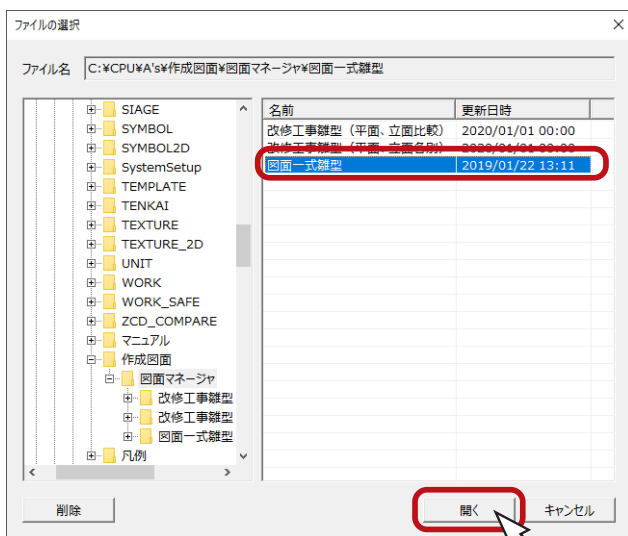 ファイルの選択
ファイル名 C:¥CPU¥A's¥作成図面¥図面マネージャ¥図面一式雛型
SIAGE
SYMBOL
SYMBOL2D
SystemSetup
TEMPLATE
TENKAI
TEXTURE
TEXTURE_2D
UNIT
WORK
WORK_SAFE
ZCD_COMPARE
マニュアル
作成図面
図面マネージャ
改修工事雛型
改修工事雛型
図面一式雛型
凡例
名前 更新日時
改修工事雛型（平面、立面比較） 2020/01/01 00:00
改修工事雛型（平面、立面各別） 2020/01/01 00:00
図面一式雛型 2019/01/22 13:11
削除 開く キャンセル